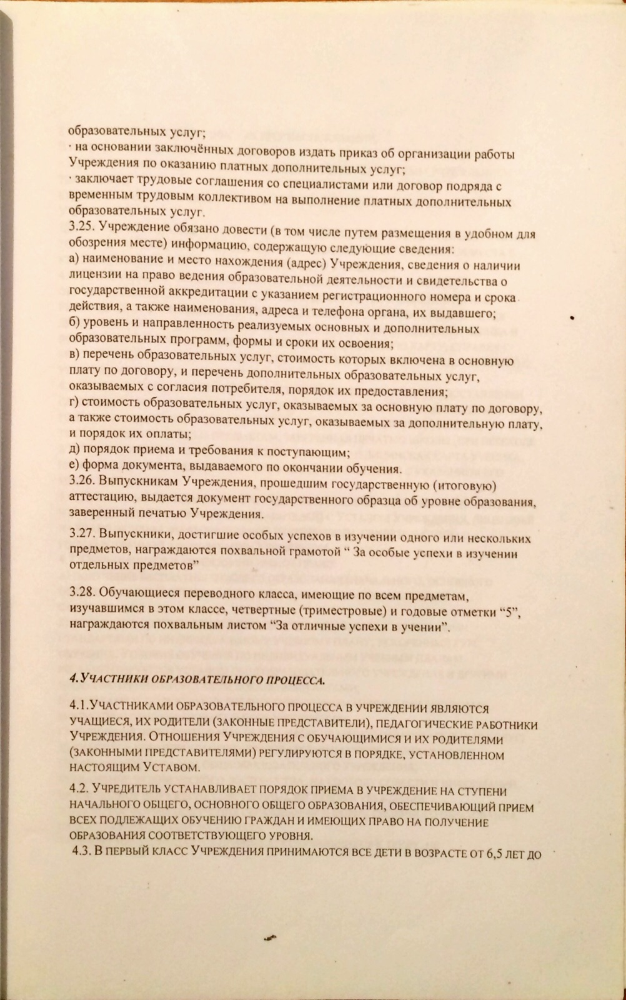 образовательных услуг;
· на основании заключённых договоров издать приказ об организации работы
Учреждения по оказанию платных дополнительных услуг;
· заключает трудовые соглашения со специалистами или договор подряда с
временным трудовым коллективом на выполнение платных дополнительных
образовательных услуг.
3.25. Учреждение обязано довести (в том числе путем размещения в удобном для
обозрения месте) информацию, содержащую следующие сведения:
а) наименование и место нахождения (адрес) Учреждения, сведения о наличии
лицензии на право ведения образовательной деятельности и свидетельства о
государственной аккредитации с указанием регистрационного номера и срока
действия, а также наименования, адреса и телефона органа, их выдавшего;
б) уровень и направленность реализуемых основных и дополнительных
образовательных программ, формы и сроки их освоения;
в) перечень образовательных услуг, стоимость которых включена в основную
плату по договору, и перечень дополнительных образовательных услуг,
оказываемых с согласия потребителя, порядок их предоставления;
г) стоимость образовательных услуг, оказываемых за основную плату по договору,
а также стоимость образовательных услуг, оказываемых за дополнительную плату,
и порядок их оплаты;
д) порядок приема и требования к поступающим;
е) форма документа, выдаваемого по окончании обучения.
3.26. Выпускникам Учреждения, прошедшим государственную (итоговую)
аттестацию, выдается документ государственного образца об уровне образования,
заверенный печатью Учреждения.
3.27. Выпускники, достигшие особых успехов в изучении одного или нескольких
предметов, награждаются похвальной грамотой “ За особые успехи в изучении
отдельных предметов”
3.28. Обучающиеся переводного класса, имеющие по всем предметам,
изучавшимся в этом классе, четвертные (триместровые) и годовые отметки “5”,
награждаются похвальным листом “За отличные успехи в учении”.
4.УЧАСТНИКИ ОБРАЗОВАТЕЛЬНОГО ПРОЦЕССА.
4.1.УЧАСТНИКАМИ ОБРАЗОВАТЕЛЬНОГО ПРОЦЕССА В УЧРЕЖДЕНИИ ЯВЛЯЮТСЯ
УЧАЩИЕСЯ, ИХ РОДИТЕЛИ (ЗАКОННЫЕ ПРЕДСТАВИТЕЛИ), ПЕДАГОГИЧЕСКИЕ РАБОТНИКИ
УЧРЕЖДЕНИЯ. ОТНОШЕНИЯ УЧРЕЖДЕНИЯ С ОБУЧАЮЩИМИСЯ И ИХ РОДИТЕЛЯМИ
(ЗАКОННЫМИ ПРЕДСТАВИТЕЛЯМИ) РЕГУЛИРУЮТСЯ В ПОРЯДКЕ, УСТАНОВЛЕННОМ
НАСТОЯЩИМ УСТАВОМ.
4.2. УЧРЕДИТЕЛЬ УСТАНАВЛИВАЕТ ПОРЯДОК ПРИЕМА В УЧРЕЖДЕНИЕ НА СТУПЕНИ
НАЧАЛЬНОГО ОБЩЕГО, ОСНОВНОГО ОБЩЕГО ОБРАЗОВАНИЯ, ОБЕСПЕЧИВАЮЩИЙ ПРИЕМ
ВСЕХ ПОДЛЕЖАЩИХ ОБУЧЕНИЮ ГРАЖДАН И ИМЕЮЩИХ ПРАВО НА ПОЛУЧЕНИЕ
ОБРАЗОВАНИЯ СООТВЕТСТВУЮЩЕГО УРОВНЯ.
4.3. В ПЕРВЫЙ КЛАСС УЧРЕЖДЕНИЯ ПРИНИМАЮТСЯ ВСЕ ДЕТИ В ВОЗРАСТЕ ОТ 6,5 ЛЕТ ДО